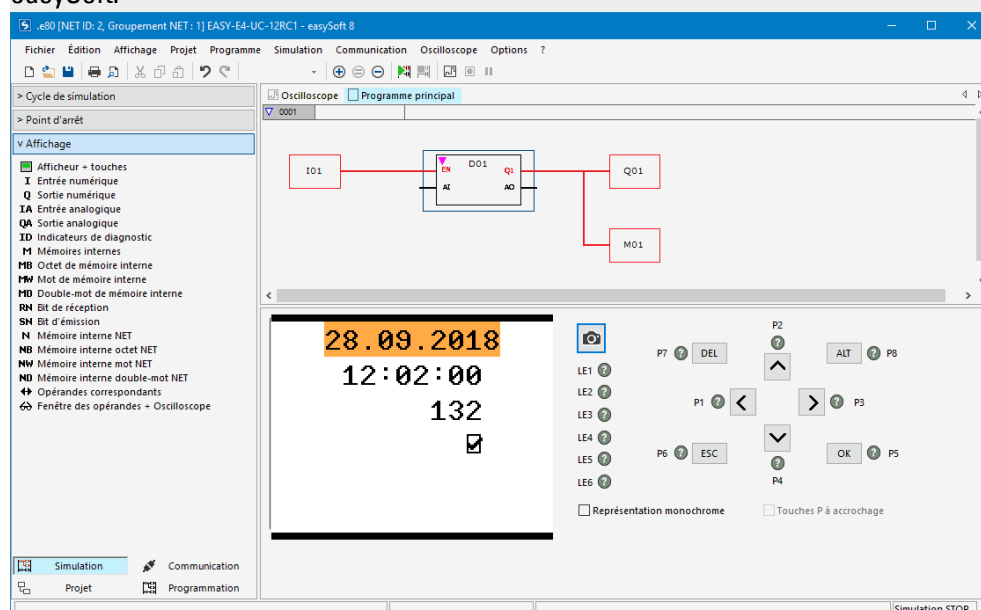 easySoft.
.e80 [NET ID: 2, Groupement NET : 1] EASY-E4-UC-12RC1 - easySoft 8
Fichier Édition Affichage Projet Programme Simulation Communication Oscilloscope Options ?
> Cycle de simulation
> Point d'arrêt
v Affichage
Afficheur + touches
I Entrée numérique
Q Sortie numérique
IA Entrée analogique
QA Sortie analogique
ID Indicateurs de diagnostic
M Mémoires internes
MB Octet de mémoire interne
MW Mot de mémoire interne
MD Double-mot de mémoire interne
RN Bit de réception
SN Bit d'émission
N Mémoire interne NET
NB Mémoire interne octet NET
NW Mémoire interne mot NET
ND Mémoire interne double-mot NET
Opérandes correspondants
Fenêtre des opérandes + Oscilloscope
Simulation Communication
Projet Programmation
Oscilloscope Programme principal
0001
I01
D01
EN Q1
AI AO
Q01
M01
28.09.2018
12:02:00
132
LE1
LE2
LE3
LE4
LE5
LE6
P2
P7 DEL
ALT P8
P1
P3
P6 ESC
OK P5
P4
Représentation monochrome
Touches P à accrochage
Simulation STOP